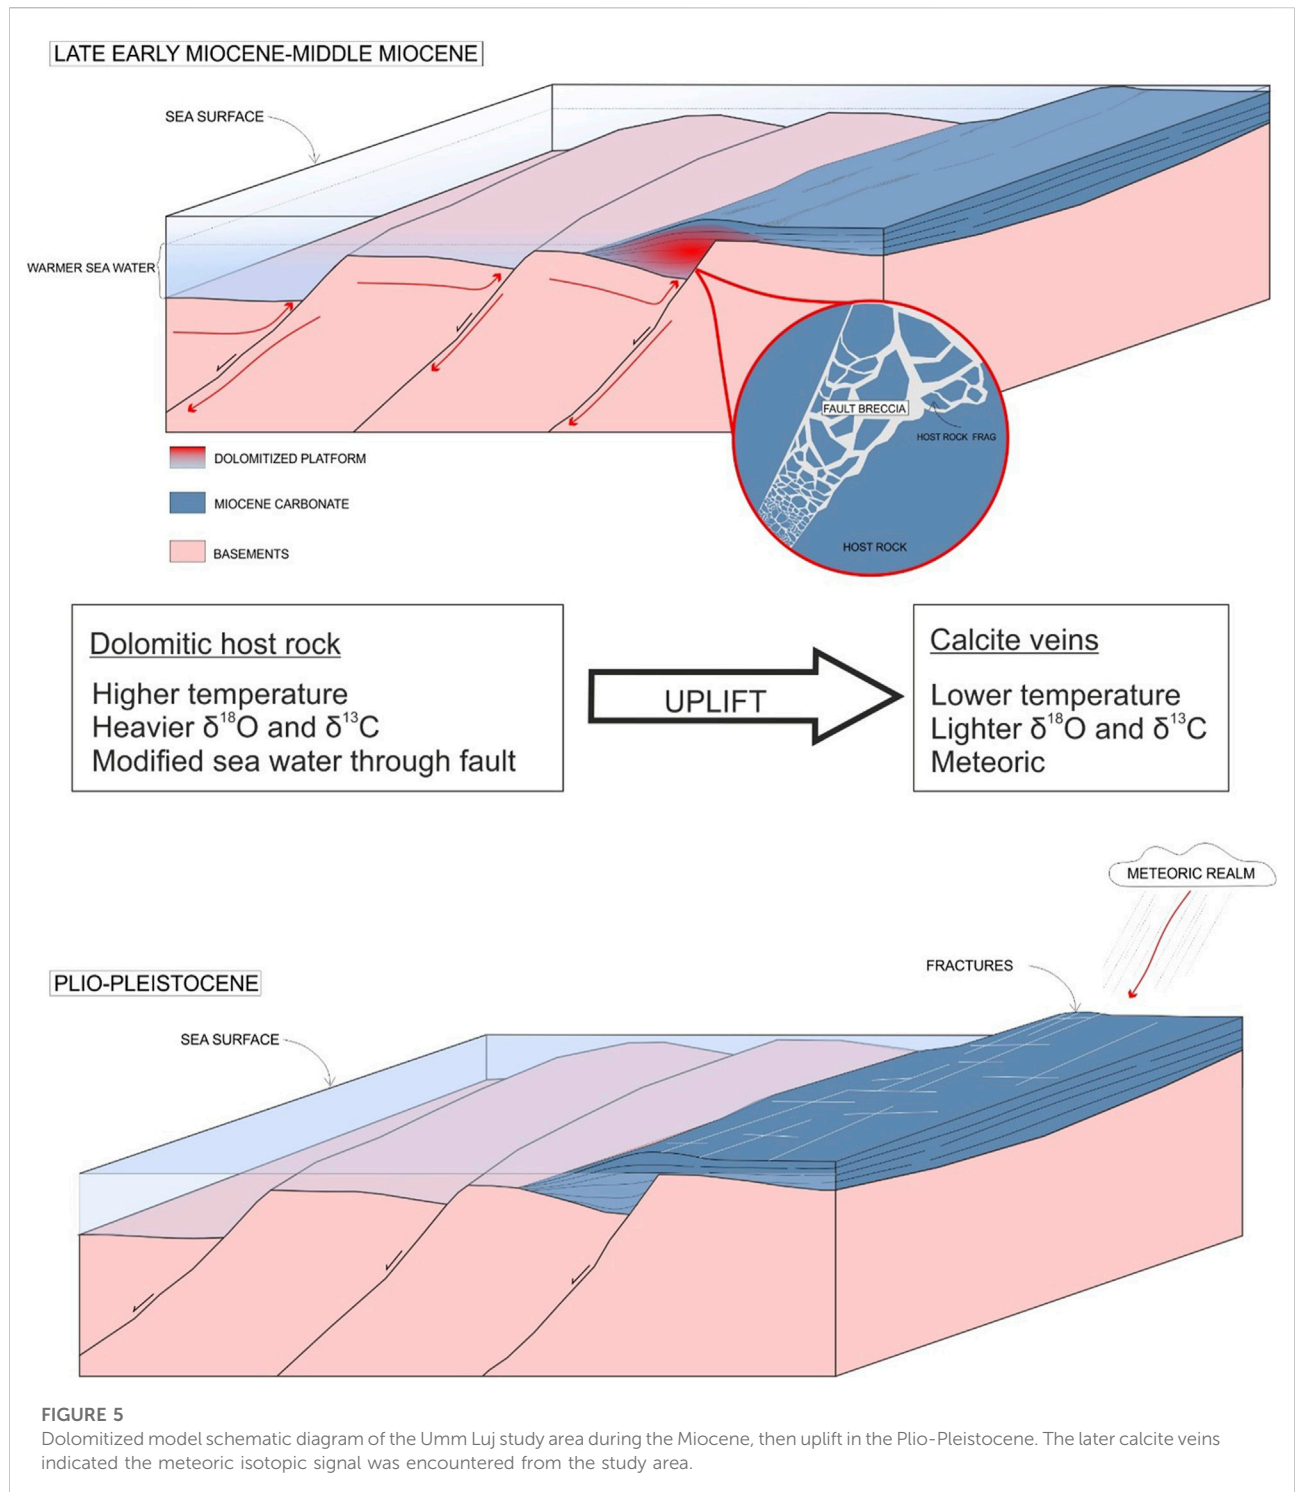 LATE EARLY MIOCENE-MIDDLE MIOCENE
SEA SURFACE
WARMER SEA WATER
FAULT BRECCIA
HOST ROCK FRAG
HOST ROCK
DOLOMITIZED PLATFORM
MIOCENE CARBONATE
BASEMENTS
Dolomitic host rock
Higher temperature
Heavier δ¹⁸O and δ¹³C
Modified sea water through fault
UPLIFT
Calcite veins
Lower temperature
Lighter δ¹⁸O and δ¹³C
Meteoric
METEORIC REALM
FRACTURES
PLIO-PLEISTOCENE
SEA SURFACE
FIGURE 5
Dolomitized model schematic diagram of the Umm Luj study area during the Miocene, then uplift in the Plio-Pleistocene. The later calcite veins
indicated the meteoric isotopic signal was encountered from the study area.